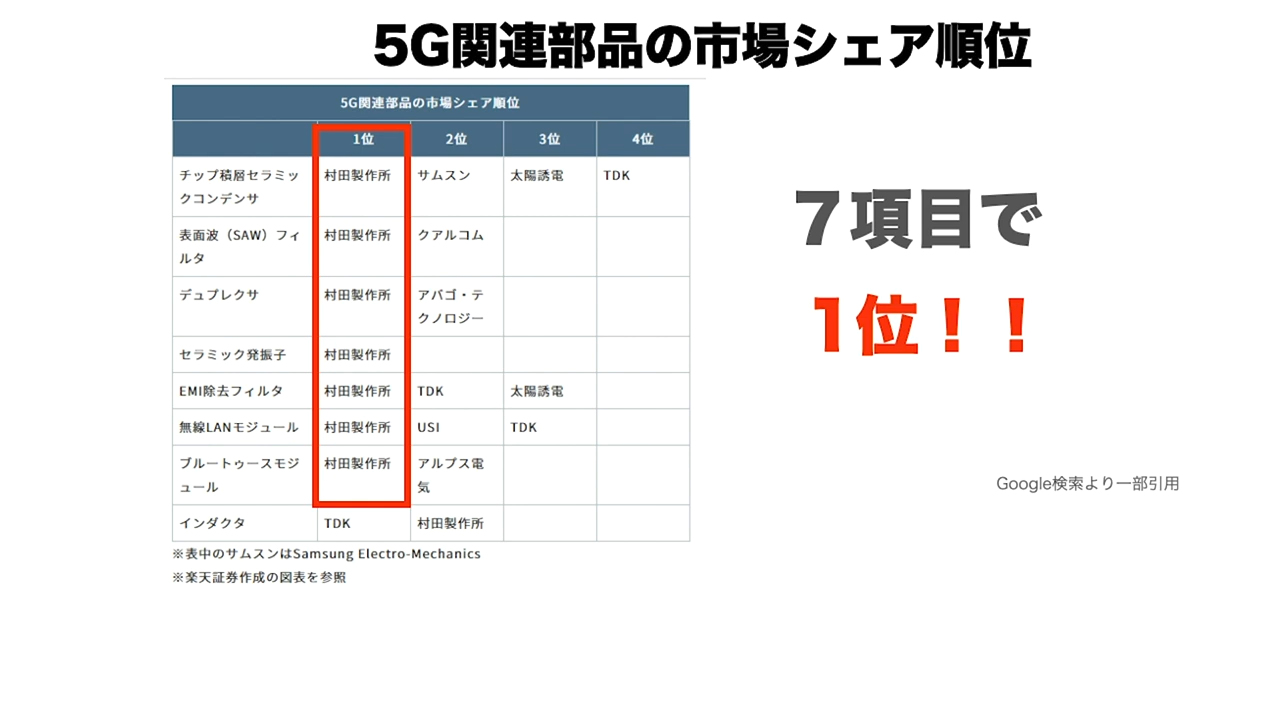 5G関連部品の市場シェア順位
5G関連部品の市場シェア順位
1位 2位 3位 4位
チップ積層セラミッ 村田製作所 サムスン 太陽誘電 TDK
クコンデンサ
表面波（SAW）フィ 村田製作所 クアルコム
ルタ
デュプレクサ 村田製作所 アバゴ・テ
クノロジー
セラミック発振子 村田製作所
EMI除去フィルタ 村田製作所 TDK 太陽誘電
無線LANモジュール 村田製作所 USI TDK
ブルートゥースモジ 村田製作所 アルプス電
ュール 気
インダクタ TDK 村田製作所
※表中のサムスンはSamsung Electro-Mechanics
※楽天証券作成の図表を参照
７項目で
1位！！
Google検索より一部引用